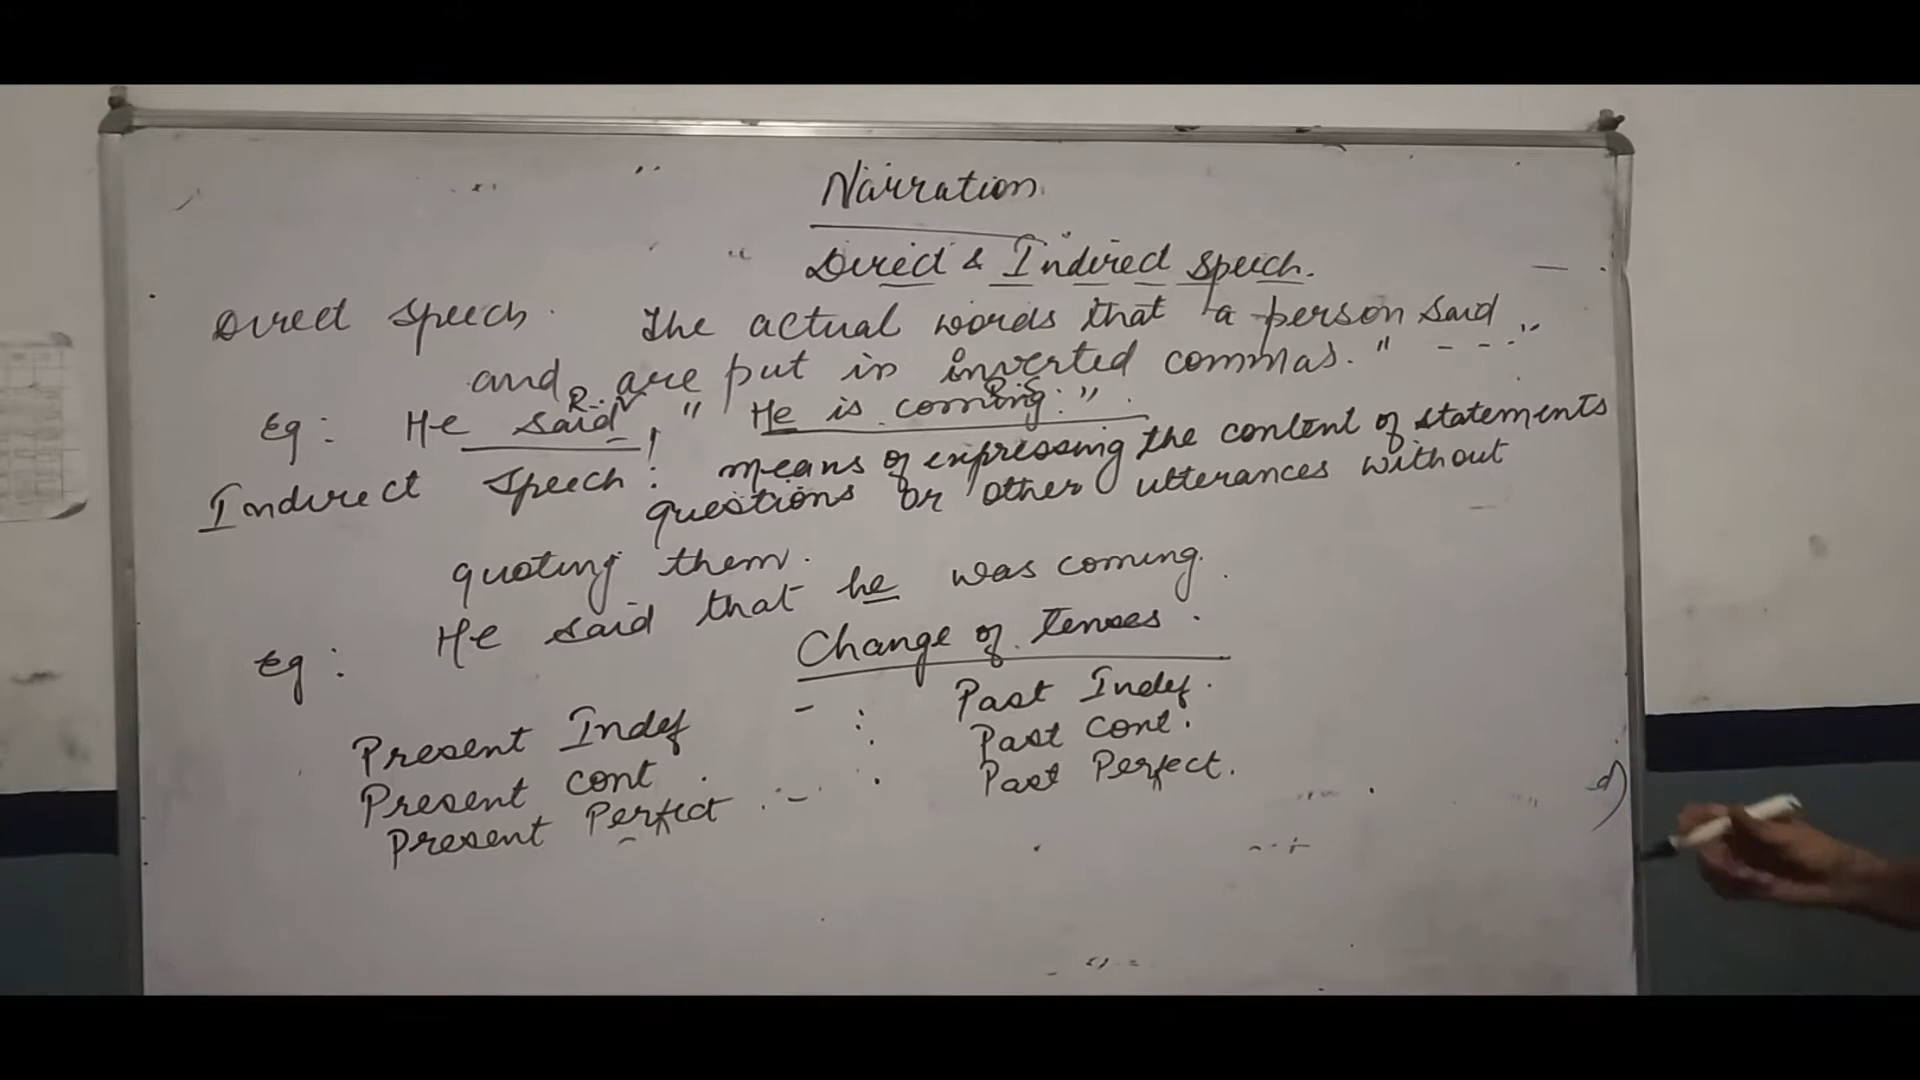 Narration
Direct & Indirect Speech.
Direct Speech. The actual words that a person said
and are put in inverted commas. " - - - "
R.V R.S
Eg: He said, " He is coming."
Indirect Speech: means of expressing the content of statements
questions or other utterances without
quoting them.
Eg: He said that he was coming.
Change of Tenses.
Present Indef - : Past Indef.
Present cont . : Past cont.
Present Perfect - . Past Perfect.